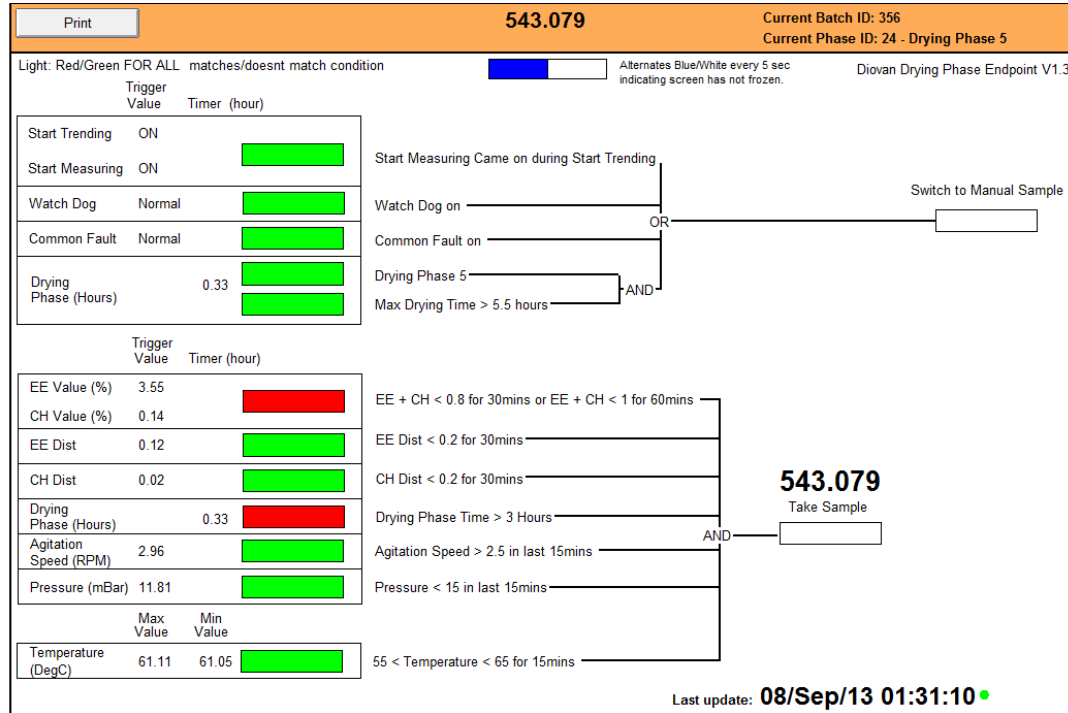 Print
543.079
Current Batch ID: 356
Current Phase ID: 24 - Drying Phase 5
Light: Red/Green FOR ALL matches/doesnt match condition
Alternates Blue/White every 5 sec
indicating screen has not frozen.
Diovan Drying Phase Endpoint V1.3
Trigger
Value Timer (hour)
Start Trending ON
Start Measuring ON
Start Measuring Came on during Start Trending
Watch Dog Normal
Watch Dog on
Common Fault Normal
Common Fault on
OR
Switch to Manual Sample
Drying
Phase (Hours) 0.33
Drying Phase 5
Max Drying Time > 5.5 hours
AND
Trigger
Value Timer (hour)
EE Value (%) 3.55
CH Value (%) 0.14
EE + CH < 0.8 for 30mins or EE + CH < 1 for 60mins
EE Dist 0.12
EE Dist < 0.2 for 30mins
CH Dist 0.02
CH Dist < 0.2 for 30mins
Drying
Phase (Hours) 0.33
Drying Phase Time > 3 Hours
Agitation
Speed (RPM) 2.96
Agitation Speed > 2.5 in last 15mins
Pressure (mBar) 11.81
Pressure < 15 in last 15mins
AND
543.079
Take Sample
Max
Value
Min
Value
Temperature
(DegC) 61.11 61.05
55 < Temperature < 65 for 15mins
Last update: 08/Sep/13 01:31:10